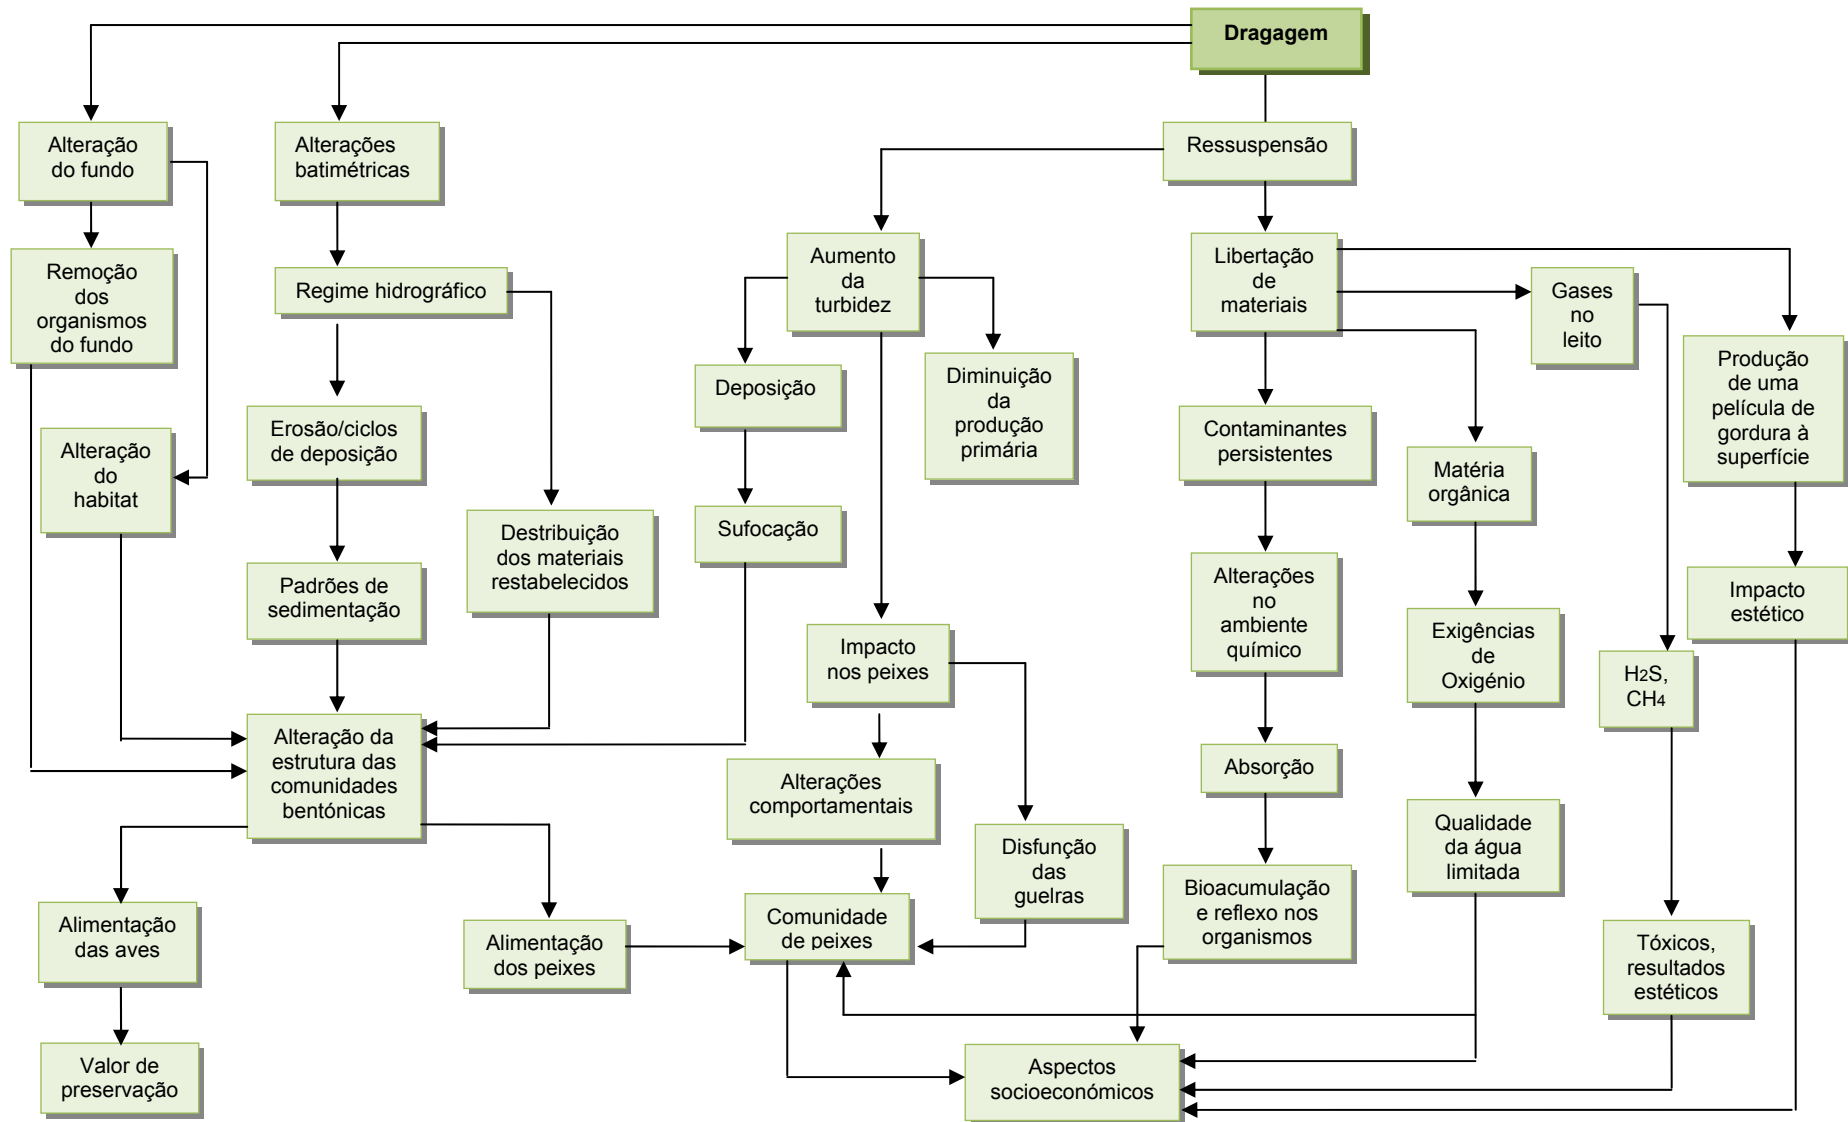 Dragagem
Alteração
do fundo
Alterações
batimétricas
Ressuspensão
Remoção
dos
organismos
do fundo
Regime hidrográfico
Aumento
da
turbidez
Libertação
de
materiais
Gases
no
leito
Produção
de uma
película de
gordura à
superfície
Alteração
do
habitat
Erosão/ciclos
de deposição
Deposição
Diminuição
da
produção
primária
Contaminantes
persistentes
Matéria
orgânica
Destribuição
dos materiais
restabelecidos
Sufocação
Padrões de
sedimentação
Alterações
no
ambiente
químico
Exigências
de
Oxigénio
Impacto
estético
Impacto
nos peixes
H2S,
CH4
Alteração da
estrutura das
comunidades
bentónicas
Alterações
comportamentais
Absorção
Disfunção
das
guelras
Qualidade
da água
limitada
Alimentação
das aves
Alimentação
dos peixes
Comunidade
de peixes
Bioacumulação
e reflexo nos
organismos
Tóxicos,
resultados
estéticos
Valor de
preservação
Aspectos
socioeconómicos